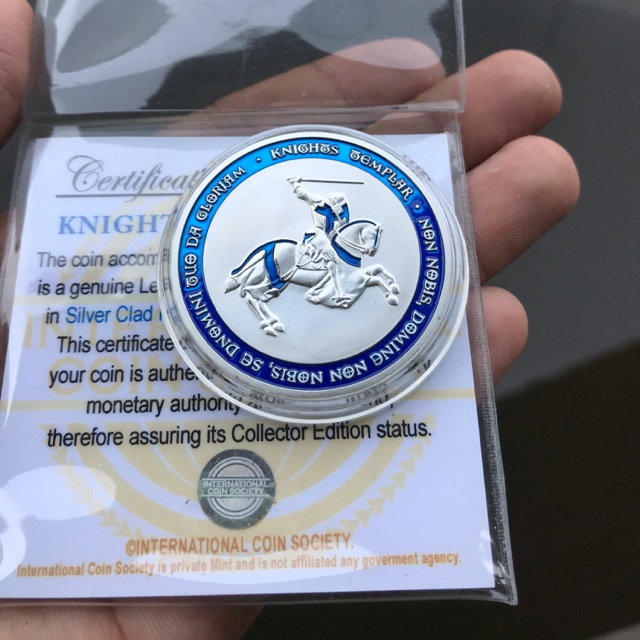 Certificat
KNIGHT
The coin accom
is a genuine Le
in Silver Clad
This certificate
your coin is authe
monetary authority
therefore assuring its Collector Edition status.
INTERNATIONAL
COIN SOCIETY
©INTERNATIONAL COIN SOCIETY.
International Coin Society is private Mint and is not affiliated any goverment agency.
· KNIGHTS TEMPLAR · NON NOBIS, DOMINE NON NOBIS, SE DNOMINI TUO DA GLORIAM